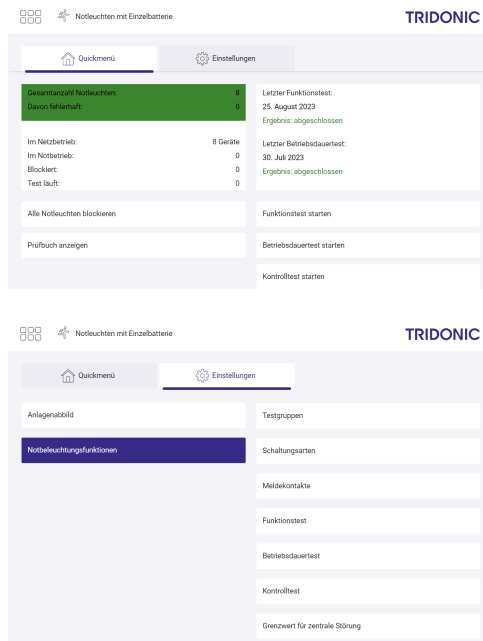 Notleuchten mit Einzelbatterie
TRIDONIC
Quickmenü
Einstellungen
Gesamtanzahl Notleuchten: 8
Davon fehlerhaft: 0
Im Netzbetrieb: 8 Geräte
Im Notbetrieb: 0
Blockiert: 0
Test läuft: 0
Letzter Funktionstest:
25. August 2023
Ergebnis: abgeschlossen
Letzter Betriebsdauertest:
30. Juli 2023
Ergebnis: abgeschlossen
Alle Notleuchten blockieren
Prüfbuch anzeigen
Funktionstest starten
Betriebsdauertest starten
Kontrolltest starten
Notleuchten mit Einzelbatterie
TRIDONIC
Quickmenü
Einstellungen
Anlagenabbild
Notbeleuchtungsfunktionen
Testgruppen
Schaltungsarten
Meldekontakte
Funktionstest
Betriebsdauertest
Kontrolltest
Grenzwert für zentrale Störung